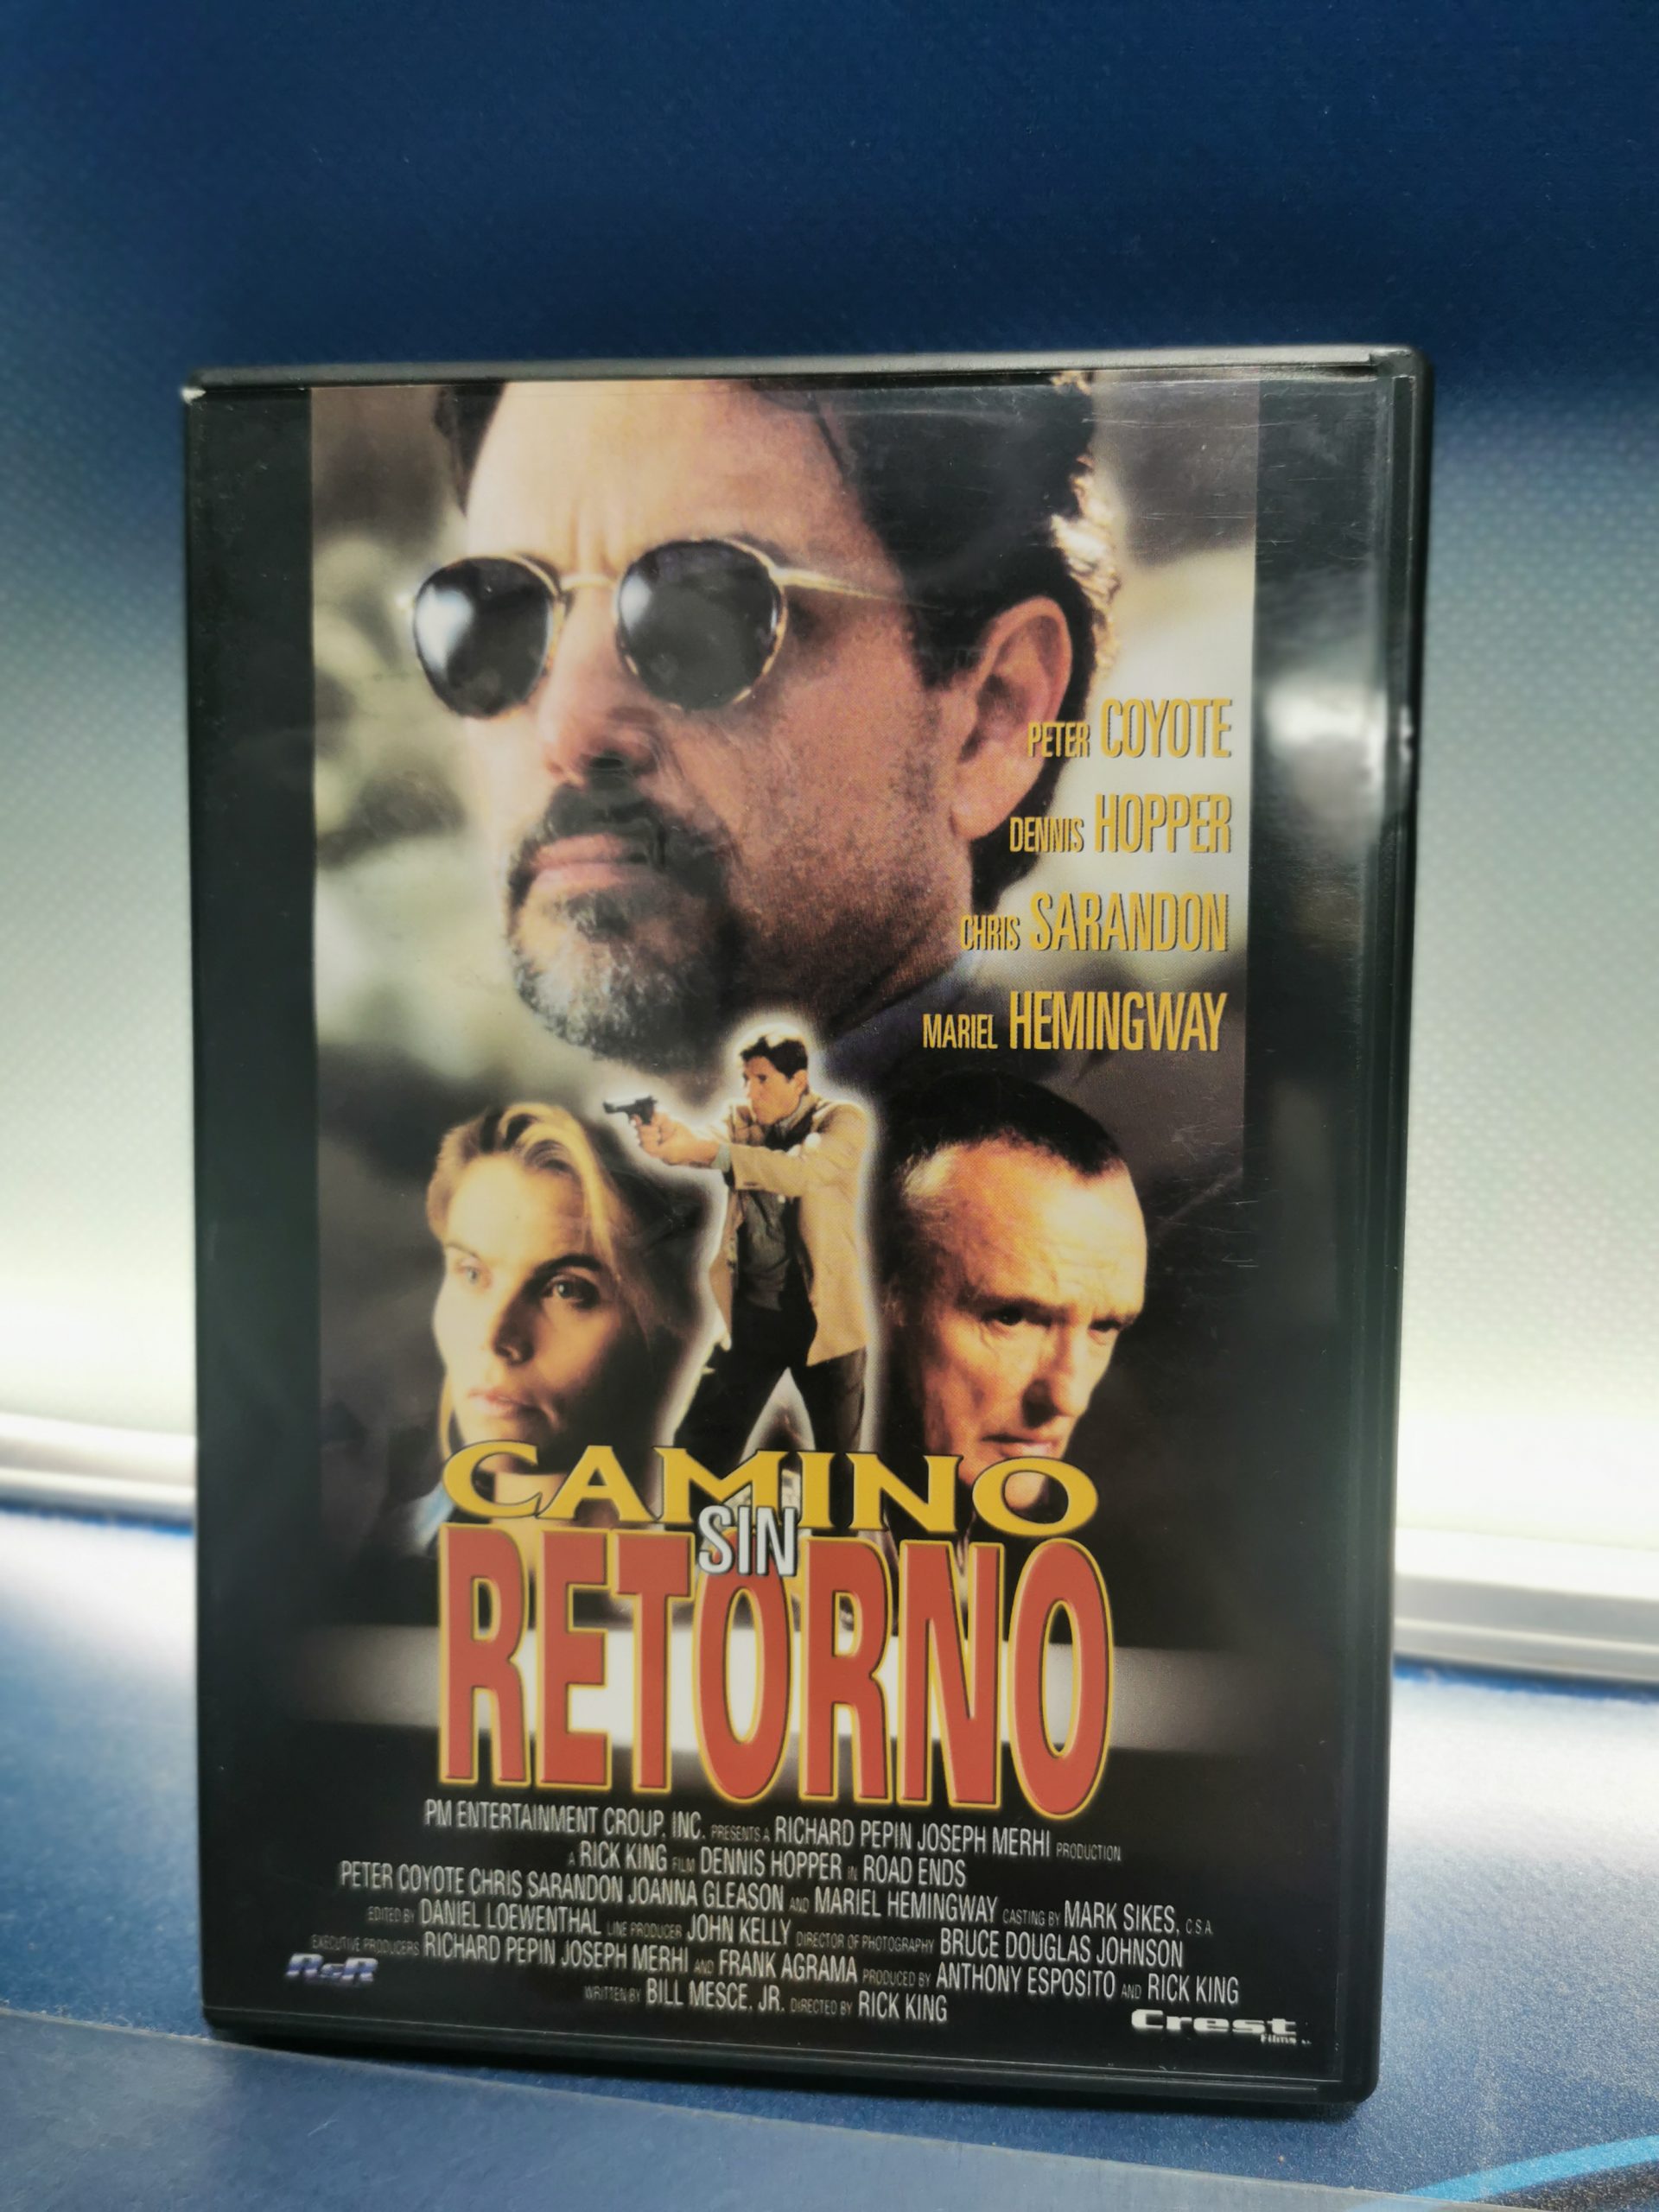 PETER COYOTE
DENNIS HOPPER
CHRIS SARANDON
MARIEL HEMINGWAY
CAMINO
SIN
RETORNO
PM ENTERTAINMENT CROUP, INC. PRESENTS A RICHARD PEPIN JOSEPH MERHI PRODUCTION
A RICK KING FILM DENNIS HOPPER IN ROAD ENDS
PETER COYOTE CHRIS SARANDON JOANNA GLEASON AND MARIEL HEMINGWAY CASTING BY MARK SIKES, C.S.A.
EDITED BY DANIEL LOEWENTHAL LINE PRODUCER JOHN KELLY DIRECTOR OF PHOTOGRAPHY BRUCE DOUGLAS JOHNSON
EXECUTIVE PRODUCERS RICHARD PEPIN JOSEPH MERHI AND FRANK AGRAMA PRODUCED BY ANTHONY ESPOSITO AND RICK KING
WRITTEN BY BILL MESCE, JR. DIRECTED BY RICK KING
Crest
Films